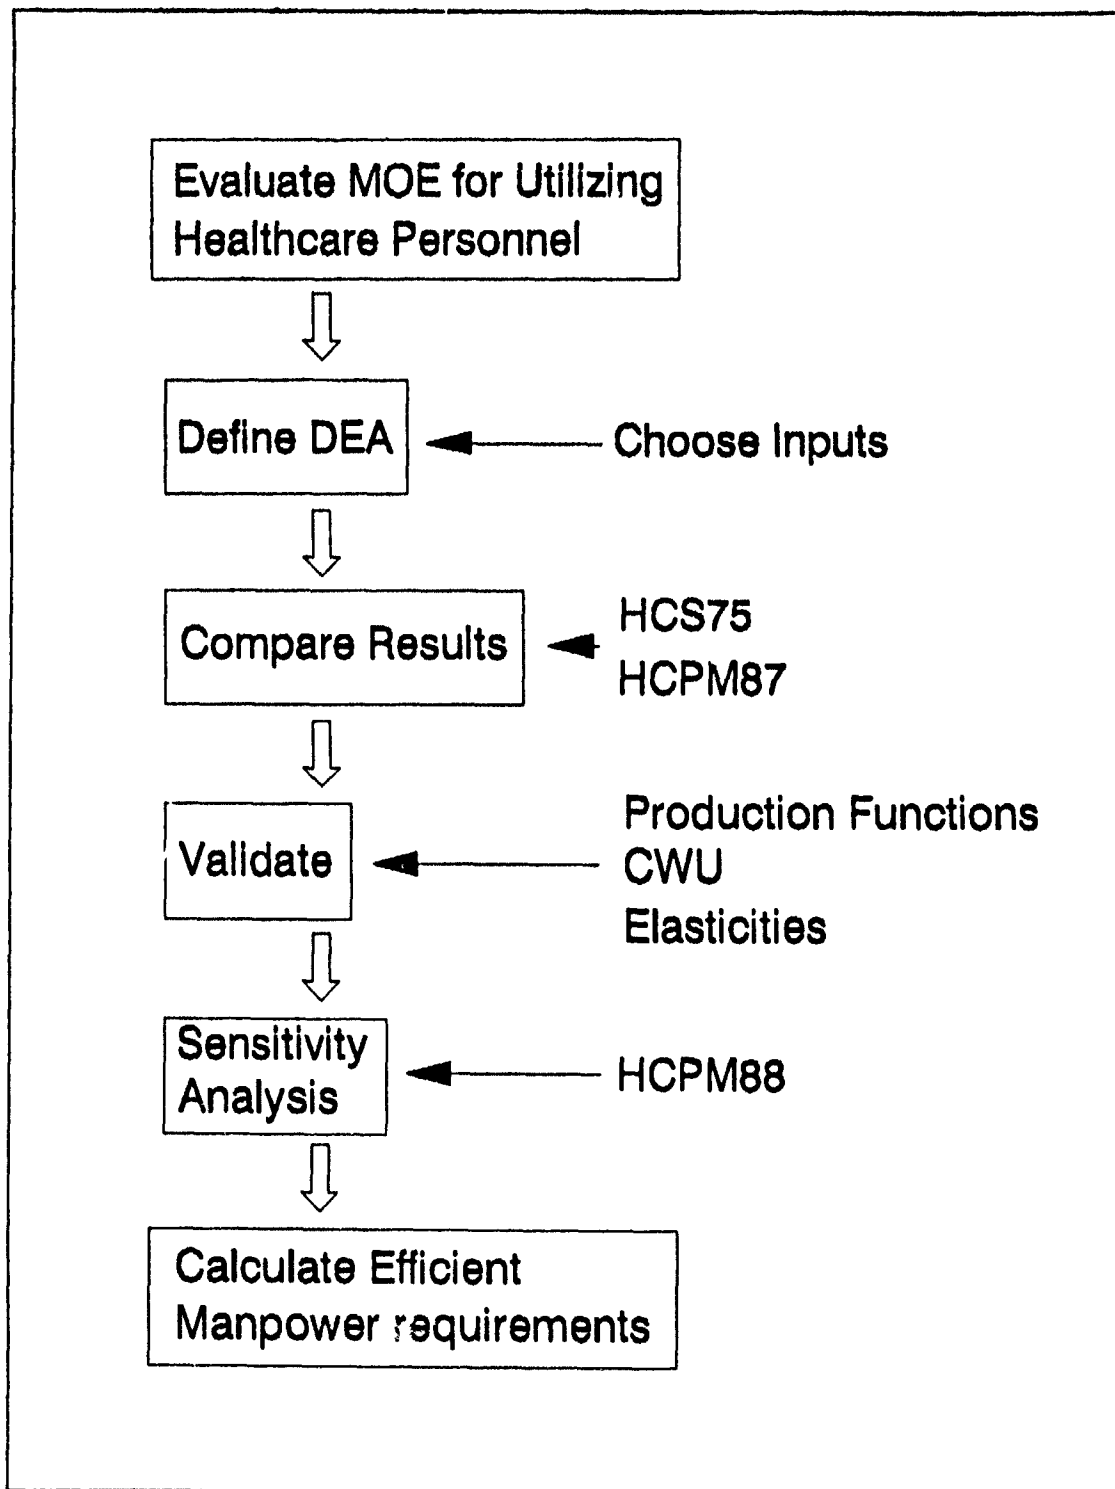 Evaluate MOE for Utilizing
Healthcare Personnel
Define DEA
Choose Inputs
Compare Results
HCS75
HCPM87
Validate
Production Functions
CWU
Elasticities
Sensitivity
Analysis
HCPM88
Calculate Efficient
Manpower requirements